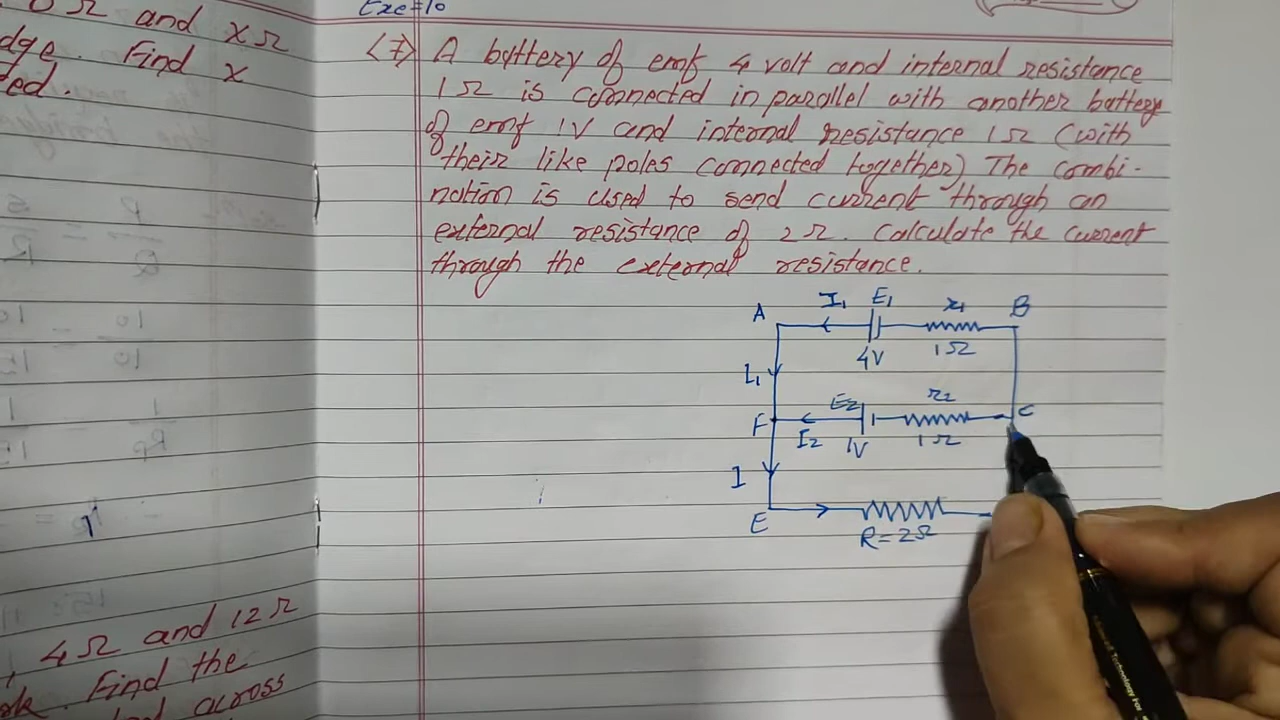 Exe=10
Ω and xΩ
dge. Find x
ded.
<7> A battery of emf 4 volt and internal resistance
1Ω is connected in parallel with another battery
of emf 1V and internal resistance 1Ω (with
their like poles connected together) The combi-
nation is used to send current through an
external resistance of 2Ω. Calculate the current
through the external resistance.
A I₁ E₁ r₁ B
4V 1Ω
I₁
F E₂ r₂ C
I₂ 1V 1Ω
I
E R=2Ω
4Ω and 12Ω
Find the
across